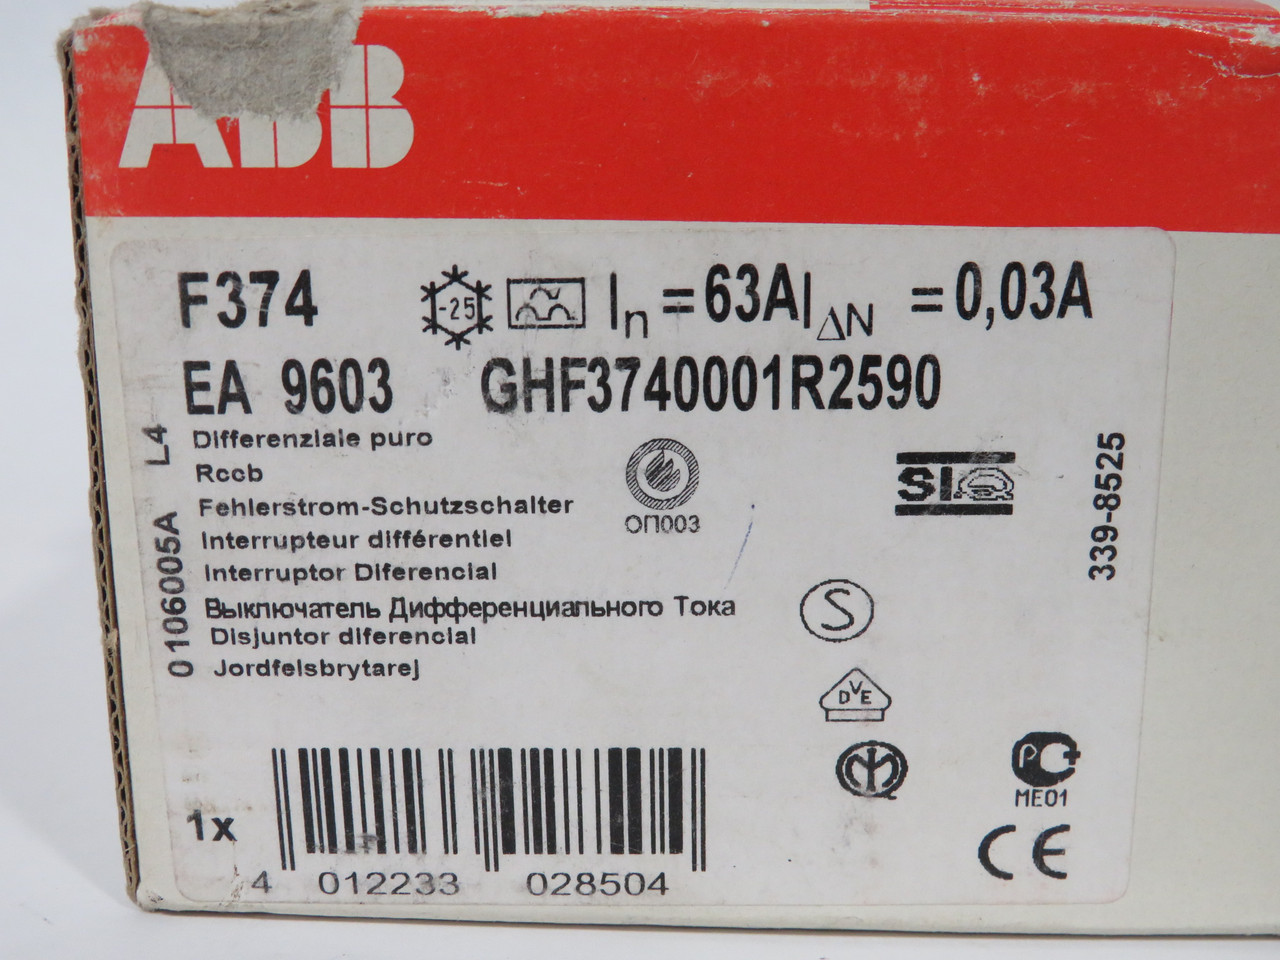 ABB
F374 -25 In = 63A IΔN = 0,03A
EA 9603 GHF3740001R2590
Differenziale puro
Rccb
Fehlerstrom-Schutzschalter
Interrupteur différentiel
Interruptor Diferencial
Выключатель Дифференциального Тока
Disjuntor diferencial
Jordfelsbrytarej
0106005A L4
ОП003
SI
339-8525
S
DVE
PC
ME01
CE
1x
4 012233 028504